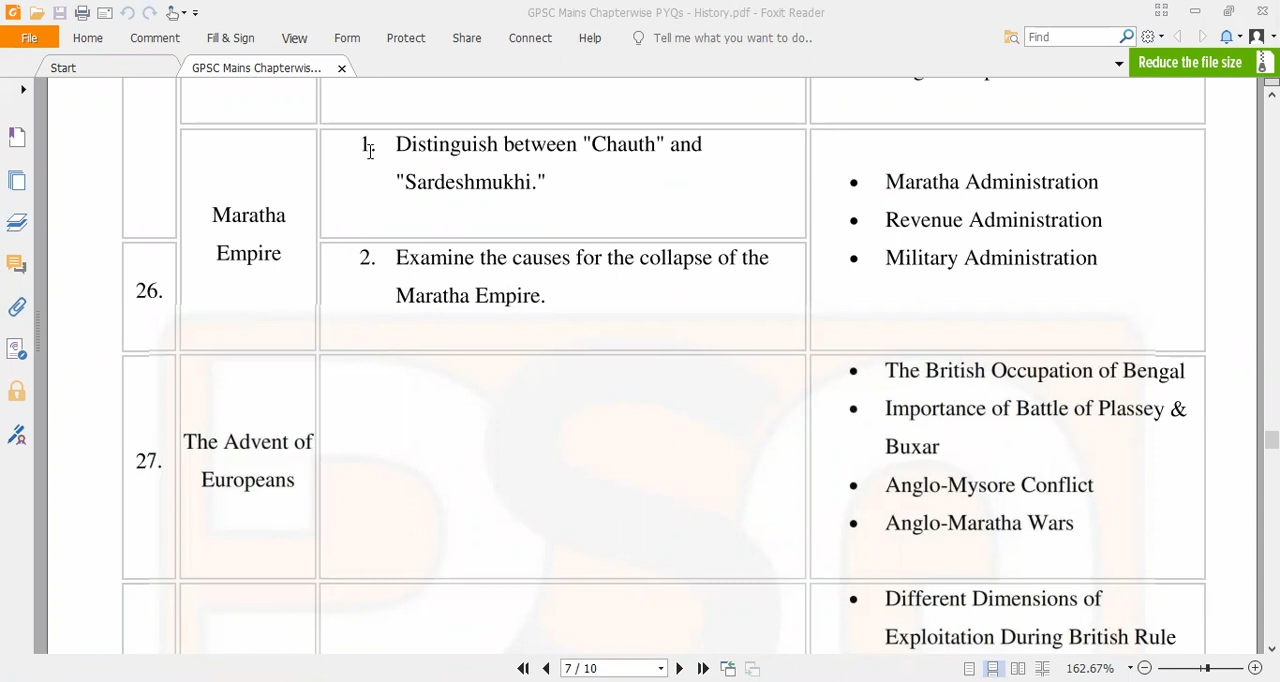 GPSC Mains Chapterwise PYQs - History.pdf - Foxit Reader
File Home Comment Fill & Sign View Form Protect Share Connect Help Tell me what you want to do.. Find
Start GPSC Mains Chapterwis... Reduce the file size
1. Distinguish between "Chauth" and
"Sardeshmukhi."
Maratha
Empire
• Maratha Administration
• Revenue Administration
• Military Administration
26.
2. Examine the causes for the collapse of the
Maratha Empire.
27.
The Advent of
Europeans
• The British Occupation of Bengal
• Importance of Battle of Plassey &
Buxar
• Anglo-Mysore Conflict
• Anglo-Maratha Wars
• Different Dimensions of
Exploitation During British Rule
7 / 10 162.67%